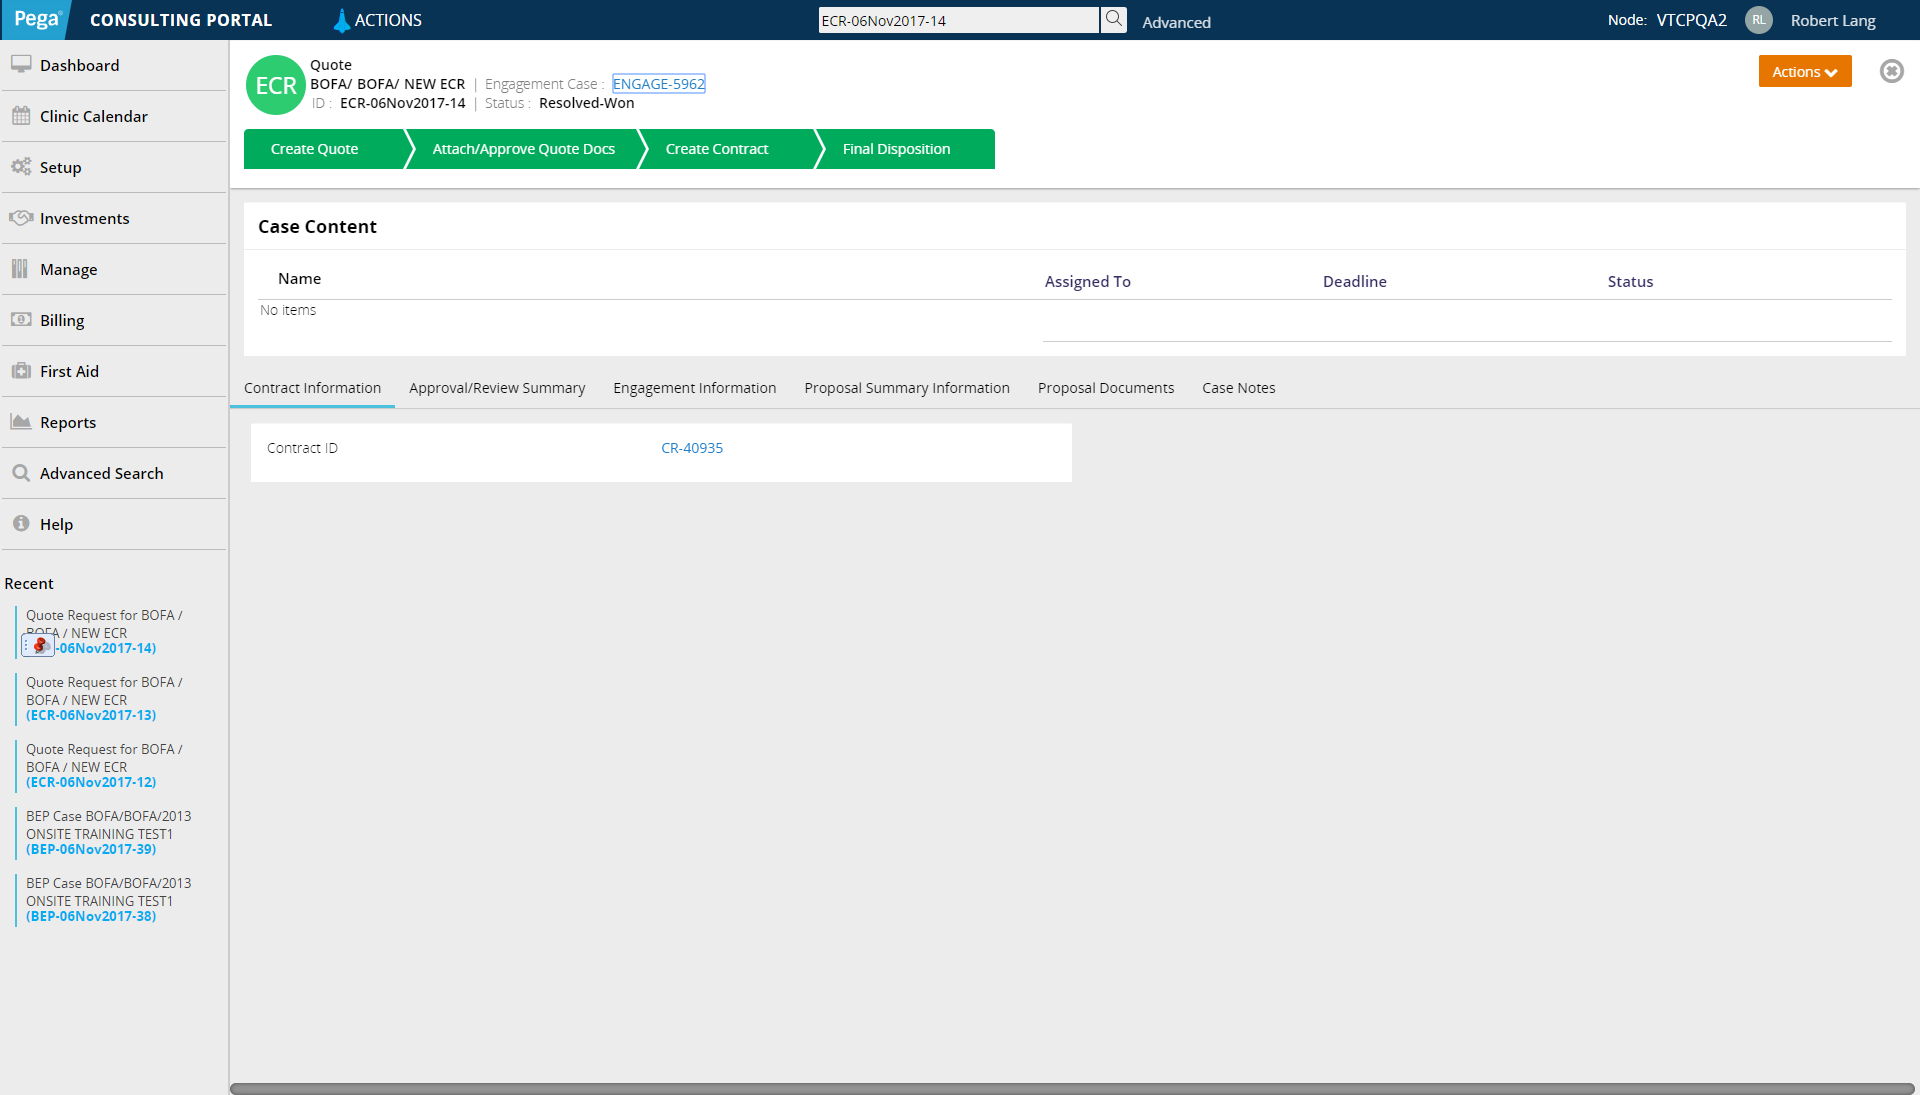 Pega® CONSULTING PORTAL ACTIONS ECR-06Nov2017-14 Advanced Node: VTCPQA2 RL Robert Lang
Dashboard
Clinic Calendar
Setup
Investments
Manage
Billing
First Aid
Reports
Advanced Search
Help
Recent
Quote Request for BOFA /
BOFA / NEW ECR
-06Nov2017-14)
Quote Request for BOFA /
BOFA / NEW ECR
(ECR-06Nov2017-13)
Quote Request for BOFA /
BOFA / NEW ECR
(ECR-06Nov2017-12)
BEP Case BOFA/BOFA/2013
ONSITE TRAINING TEST1
(BEP-06Nov2017-39)
BEP Case BOFA/BOFA/2013
ONSITE TRAINING TEST1
(BEP-06Nov2017-38)
ECR
Quote
BOFA/ BOFA/ NEW ECR | Engagement Case : ENGAGE-5962
ID : ECR-06Nov2017-14 | Status : Resolved-Won
Actions
Create Quote Attach/Approve Quote Docs Create Contract Final Disposition
Case Content
Name Assigned To Deadline Status
No items
Contract Information Approval/Review Summary Engagement Information Proposal Summary Information Proposal Documents Case Notes
Contract ID CR-40935